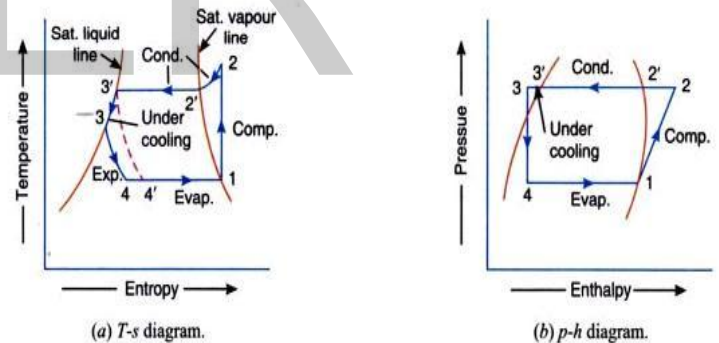 Sat. liquid
line
Sat. vapour
line
Cond.
2
3'
2'
3
Under
cooling
Comp.
Exp.
4
4'
1
Evap.
Temperature
Entropy
(a) T-s diagram.
3
3'
Cond.
2'
2
Under
cooling
Comp.
4
1
Evap.
Pressue
Enthalpy
(b) p-h diagram.